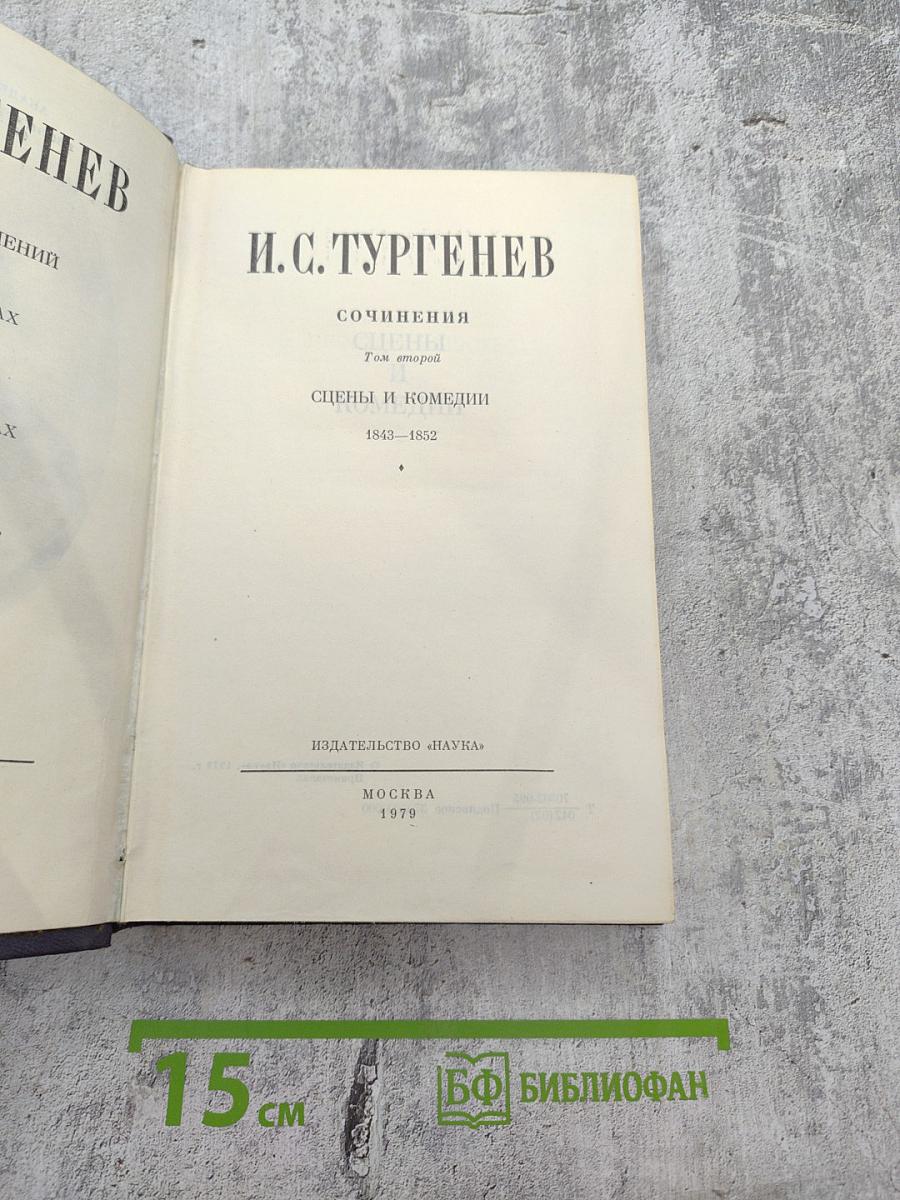 ГЕНЕВ
ЕНИЙ
АХ
АХ
И. С. ТУРГЕНЕВ
СОЧИНЕНИЯ
Том второй
СЦЕНЫ И КОМЕДИИ
1843—1852
ИЗДАТЕЛЬСТВО «НАУКА»
МОСКВА
1979
15 см
БФ БИБЛИОФАН